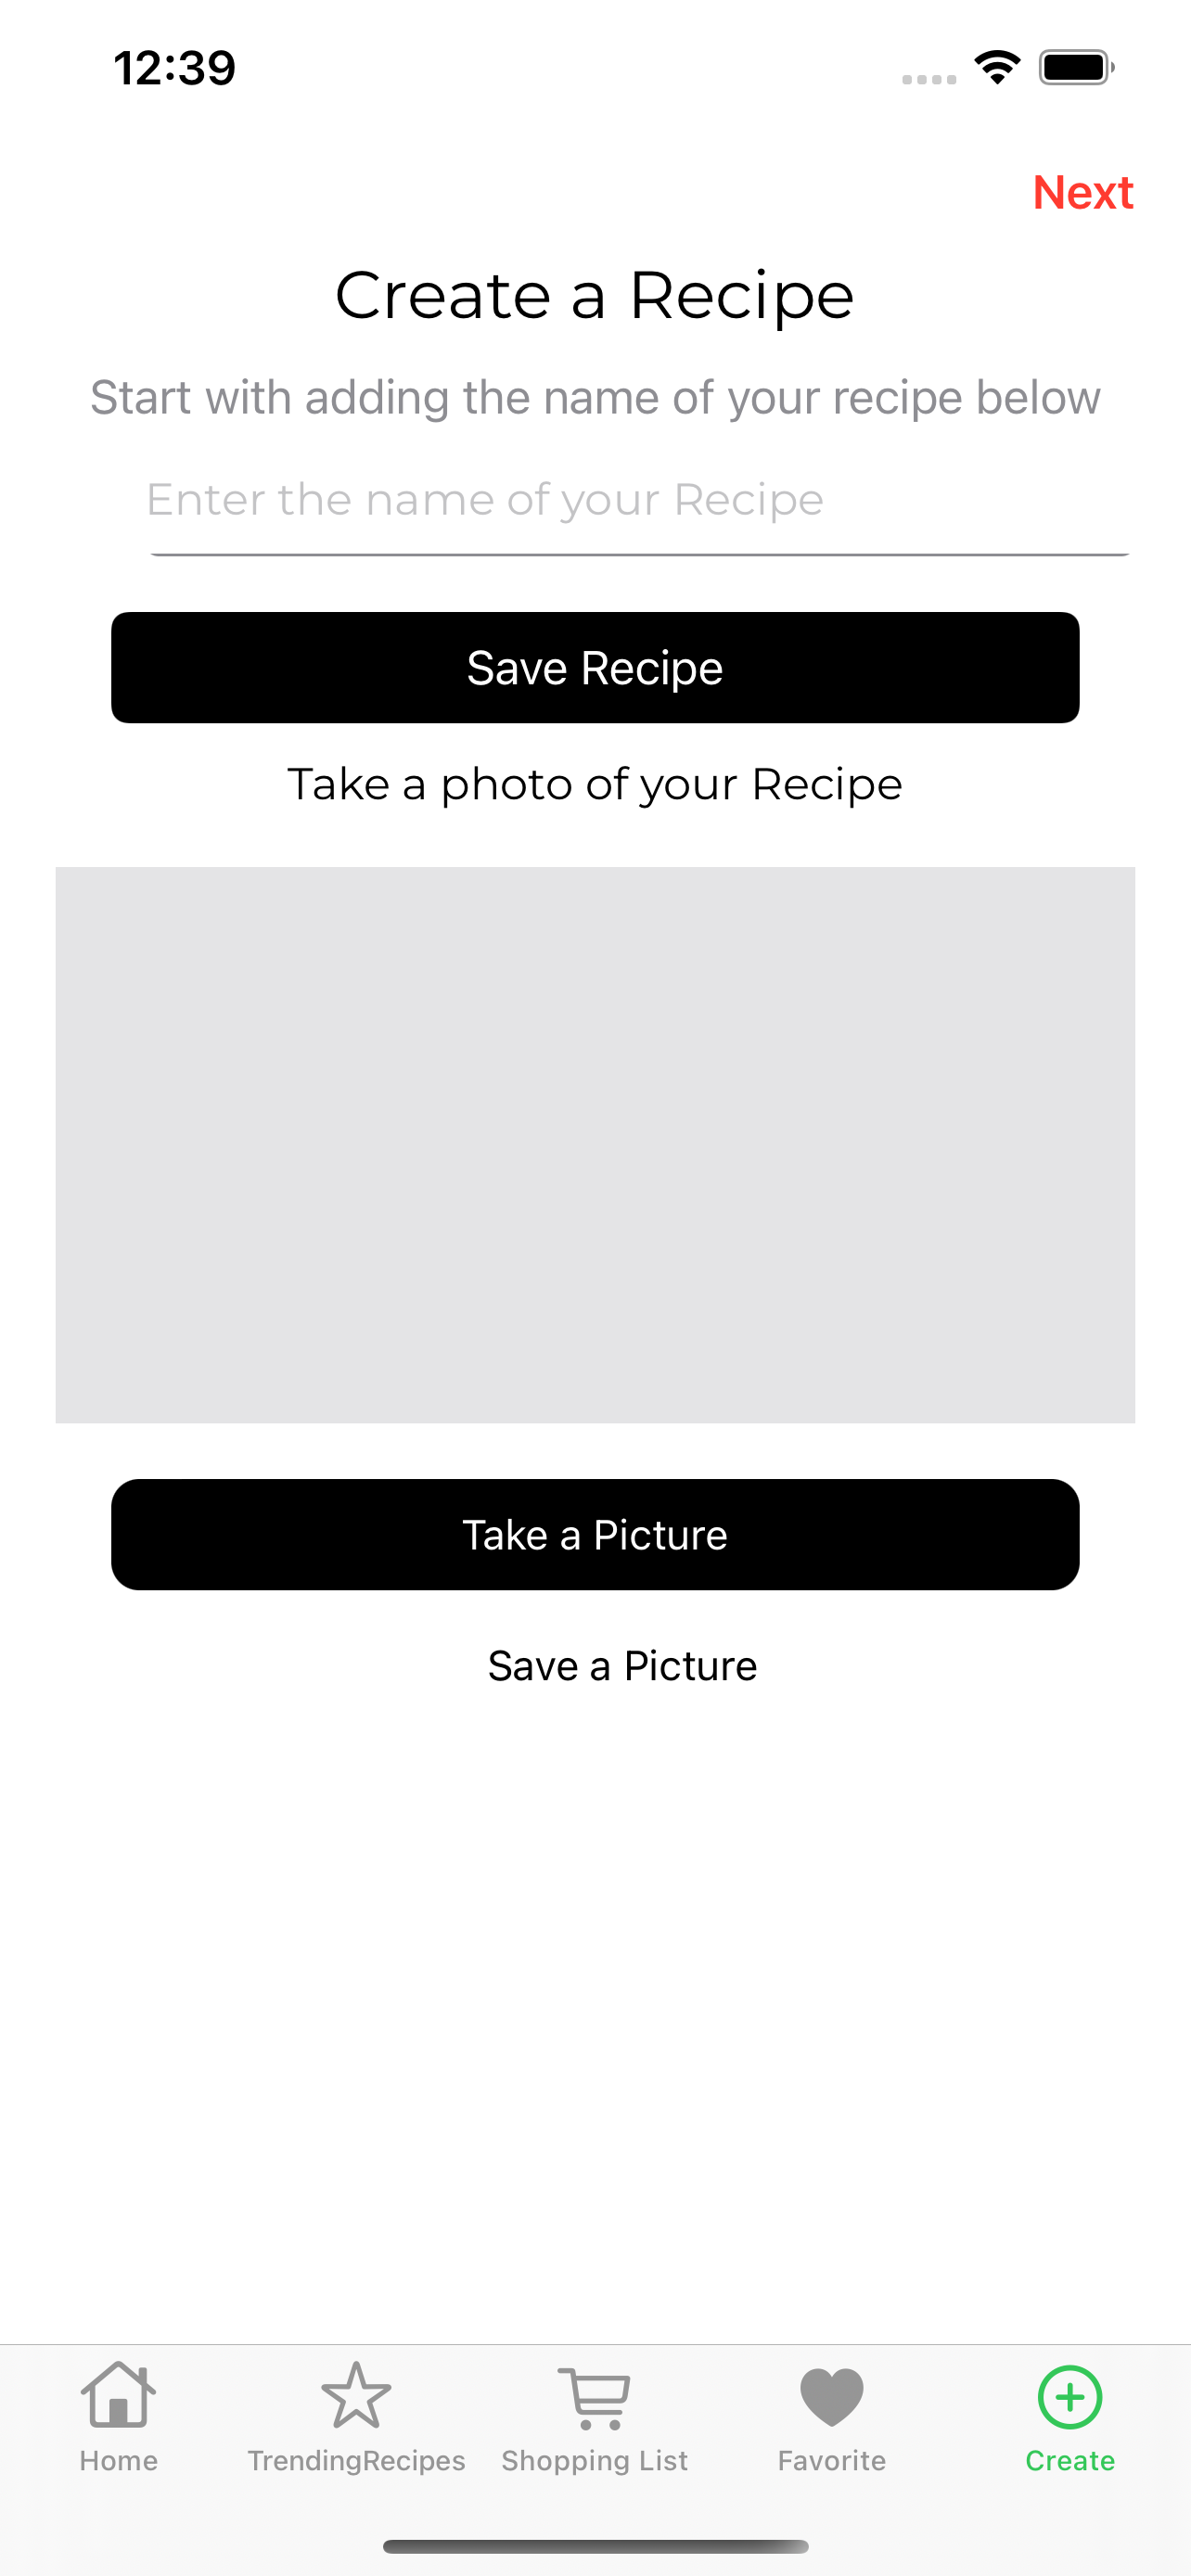 12:39
Next
Create a Recipe
Start with adding the name of your recipe below
Enter the name of your Recipe
Save Recipe
Take a photo of your Recipe
Take a Picture
Save a Picture
Home
TrendingRecipes
Shopping List
Favorite
Create